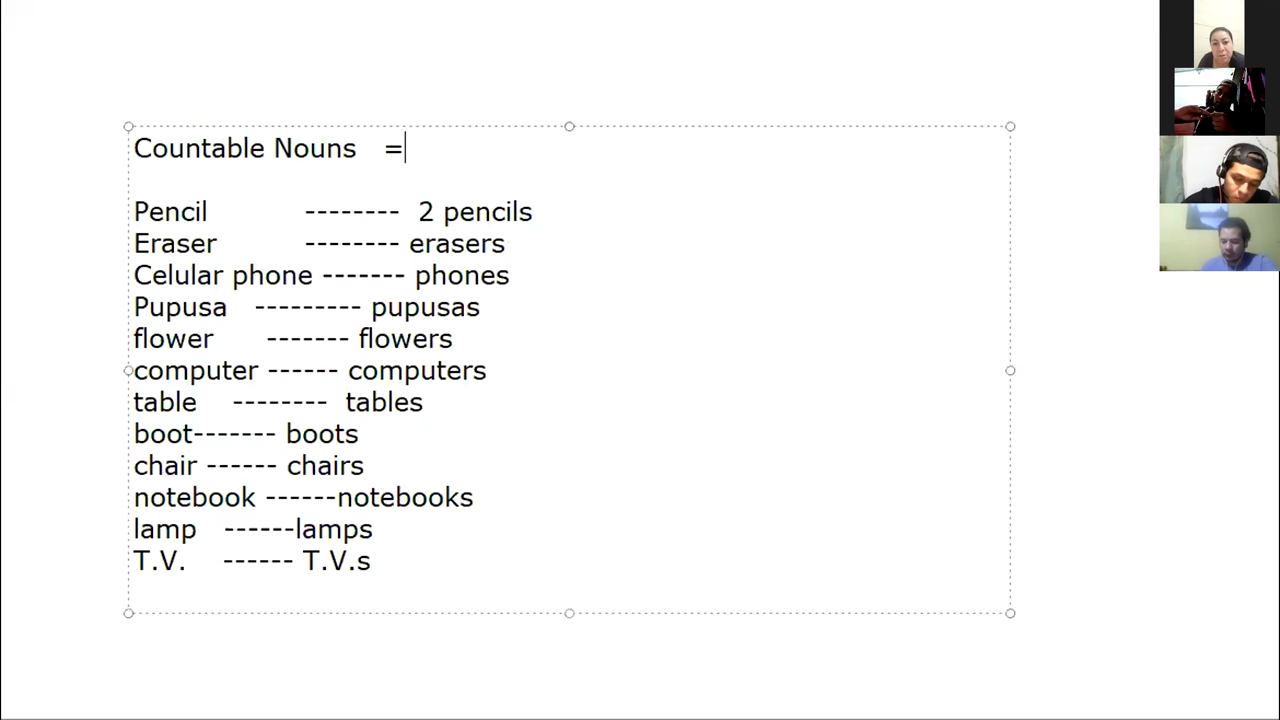 Countable Nouns =
Pencil -------- 2 pencils
Eraser -------- erasers
Celular phone ------- phones
Pupusa --------- pupusas
flower ------- flowers
computer ------ computers
table -------- tables
boot------- boots
chair ------ chairs
notebook ------notebooks
lamp ------lamps
T.V. ------ T.V.s